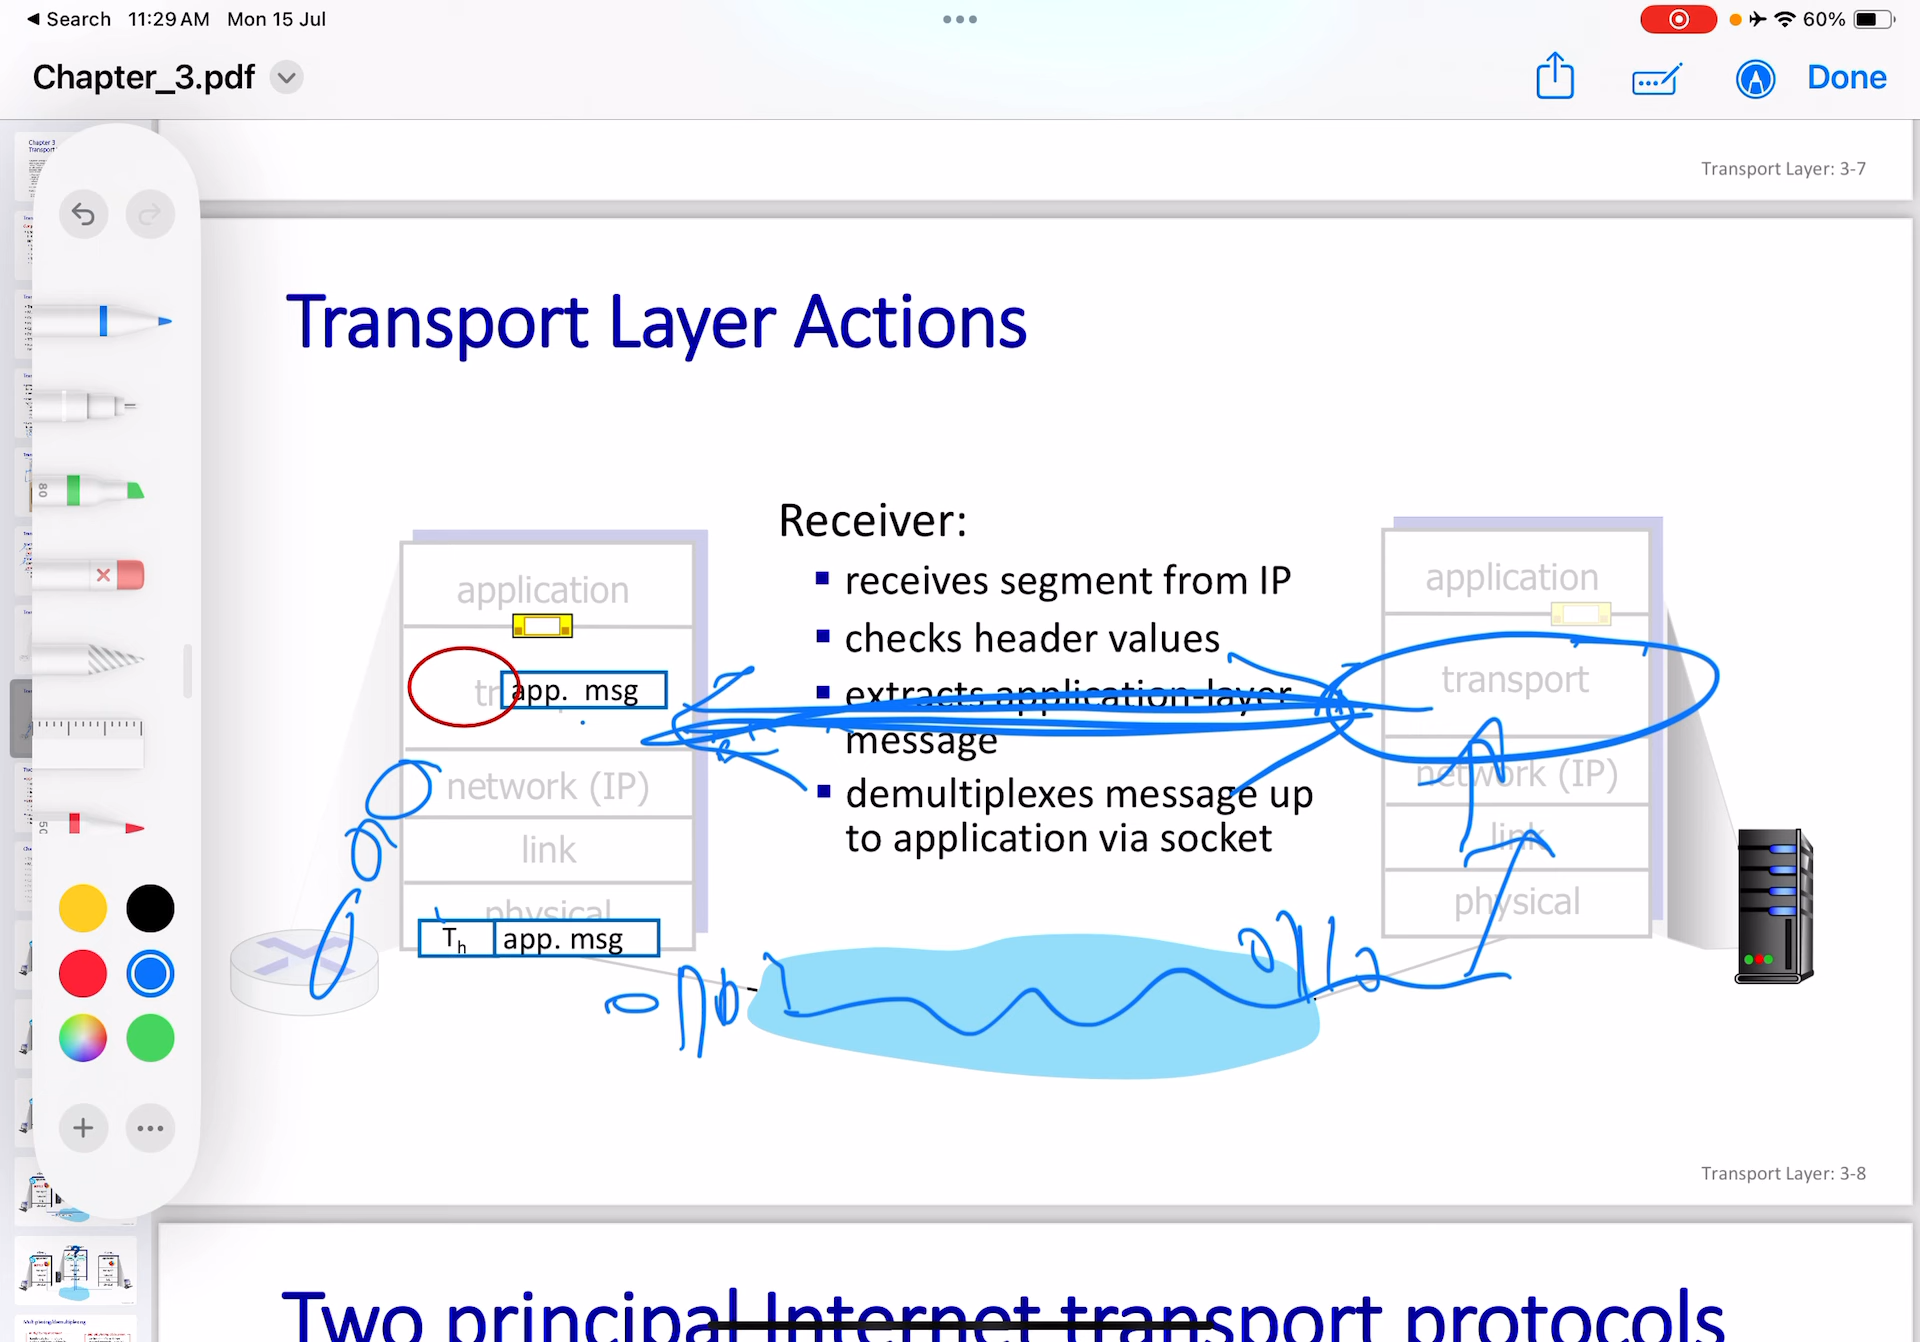 Search 11:29 AM Mon 15 Jul
60%
Chapter_3.pdf
Done
Transport Layer: 3-7
Transport Layer Actions
Receiver:
receives segment from IP
checks header values
extracts application-layer
message
demultiplexes message up
to application via socket
application
app. msg
network (IP)
link
physical
Th app. msg
application
transport
network (IP)
link
physical
Transport Layer: 3-8
Two principal Internet transport protocols
80